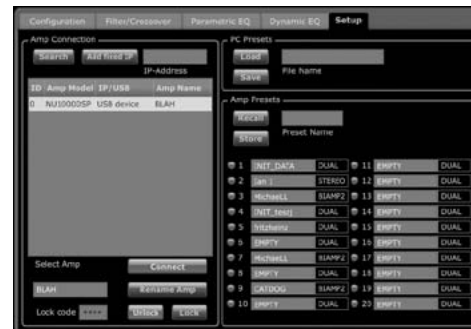 Configuration Filter/Crossover Parametric EQ Dynamic EQ Setup
Amp Connection
Search Add fixed IP
IP-Address
ID Amp Model IP/USB Amp Name
0 NU10000SP USB device BLAH
Select Amp Connect
BLAH Rename Amp
Lock code **** Unlock Lock
PC Presets
Load
Save File Name
Amp Presets
Recall
Store Preset Name
1 INIT_DATA DUAL 11 EMPTY DUAL
2 STEREO 12 EMPTY DUAL
3 MichaeLL BIAMP2 13 EMPTY DUAL
4 DUAL 14 EMPTY DUAL
5 fritzheinz DUAL 15 EMPTY DUAL
6 EMPTY DUAL 16 EMPTY DUAL
7 MichaeLL BIAMP2 17 EMPTY DUAL
8 EMPTY DUAL 18 EMPTY DUAL
9 CATDOG BIAMP2 19 EMPTY DUAL
10 EMPTY DUAL 20 EMPTY DUAL